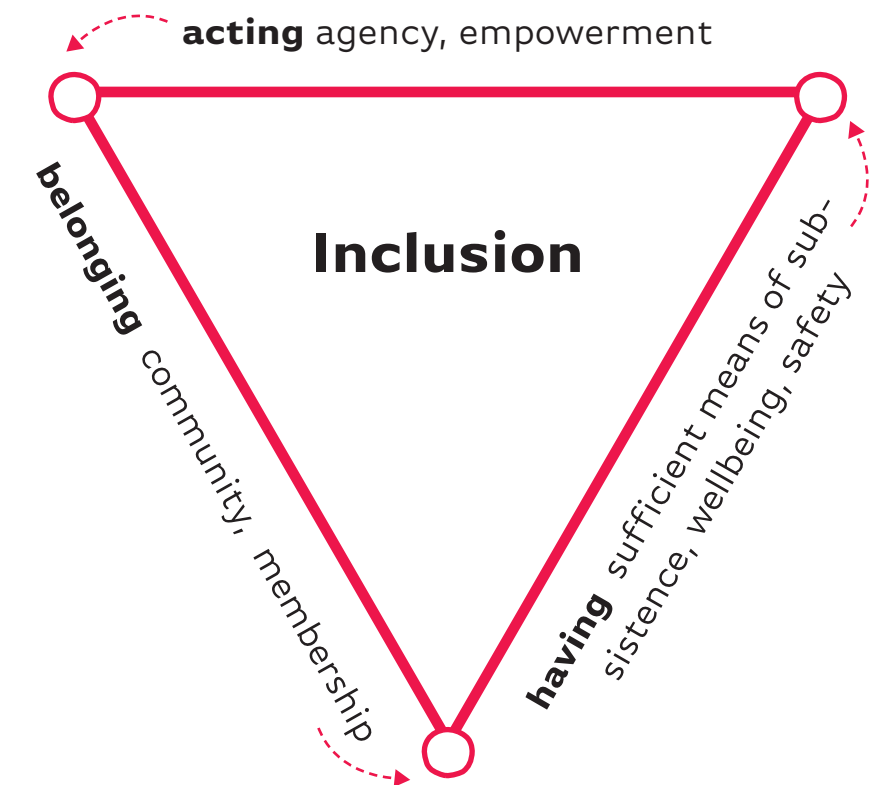 acting agency, empowerment
Inclusion
belonging community, membership
having sufficient means of sub-
sistence, wellbeing, safety